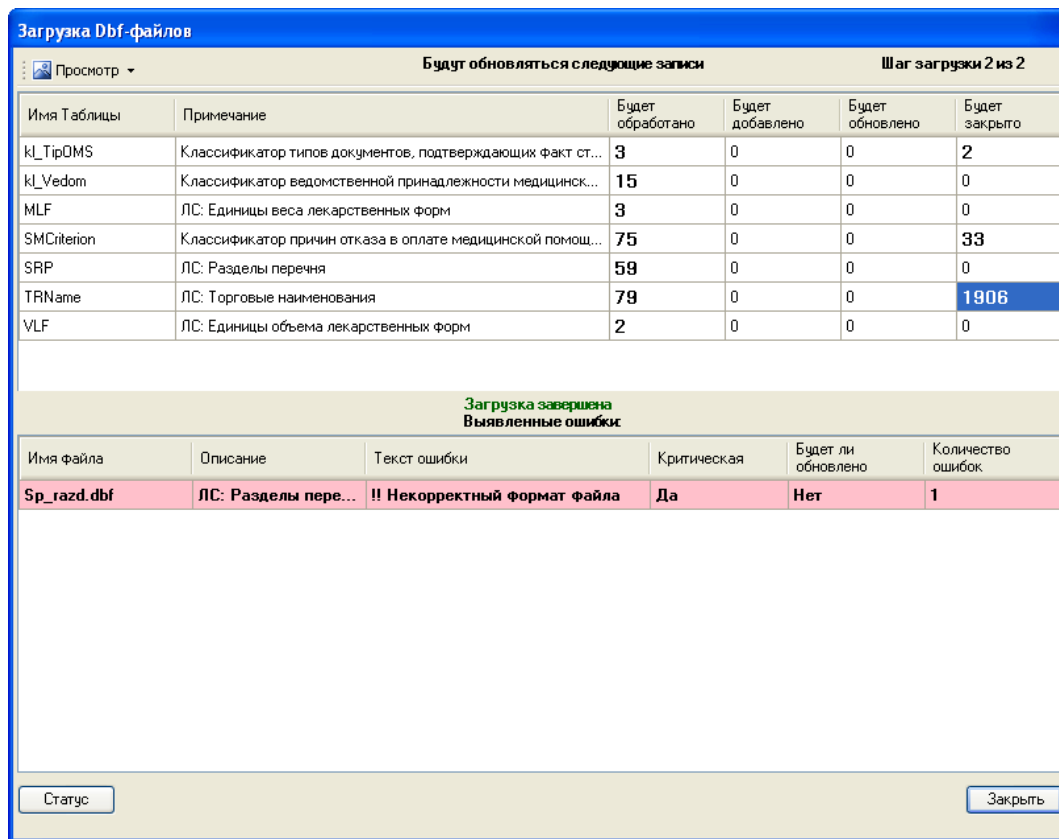 Загрузка Dbf-файлов
Просмотр Будут обновляться следующие записи Шаг загрузки 2 из 2
Имя Таблицы Примечание Будет обработано Будет добавлено Будет обновлено Будет закрыто
kl_TipOMS Классификатор типов документов, подтверждающих факт ст... 3 0 0 2
kl_Vedom Классификатор ведомственной принадлежности медицинск... 15 0 0 0
MLF ЛС: Единицы веса лекарственных форм 3 0 0 0
SMCriterion Классификатор причин отказа в оплате медицинской помощ... 75 0 0 33
SRP ЛС: Разделы перечня 59 0 0 0
TRName ЛС: Торговые наименования 79 0 0 1906
VLF ЛС: Единицы объема лекарственных форм 2 0 0 0
Загрузка завершена
Выявленные ошибки:
Имя файла Описание Текст ошибки Критическая Будет ли обновлено Количество ошибок
Sp_razd.dbf ЛС: Разделы пере... !! Некорректный формат файла Да Нет 1
Статус Закрыть